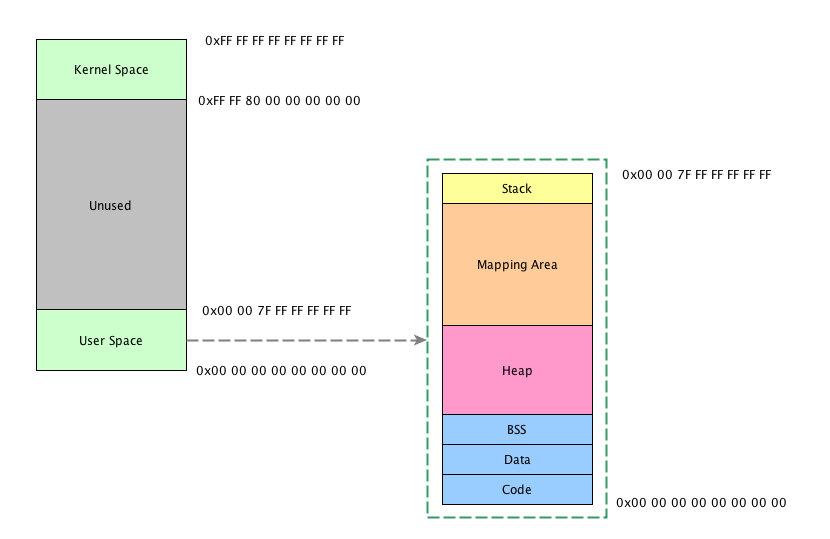 0xFF FF FF FF FF FF FF FF
Kernel Space
0xFF FF 80 00 00 00 00 00
Unused
0x00 00 7F FF FF FF FF FF
User Space
0x00 00 00 00 00 00 00 00
0x00 00 7F FF FF FF FF FF
Stack
Mapping Area
Heap
BSS
Data
Code
0x00 00 00 00 00 00 00 00